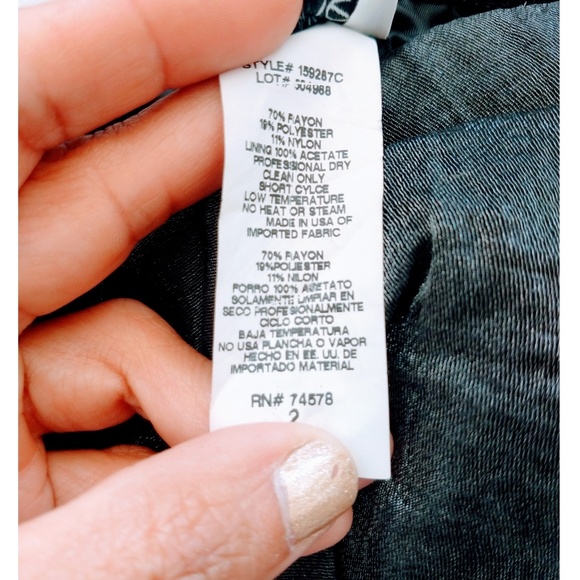 STYLE# 159287C
LOT# 304988
70% RAYON
19% POLYESTER
11% NYLON
LINING 100% ACETATE
PROFESSIONAL DRY
CLEAN ONLY
SHORT CYLCE
LOW TEMPERATURE
NO HEAT OR STEAM
MADE IN USA OF
IMPORTED FABRIC
70% RAYON
19%POLIESTER
11% NILON
FORRO 100% ACETATO
SOLAMENTE LIMPIAR EN
SECO PROFESIONALMENTE
CICLO CORTO
BAJA TEMPERATURA
NO USA PLANCHA O VAPOR
HECHO EN EE. UU. DE
IMPORTADO MATERIAL
RN# 74578
2